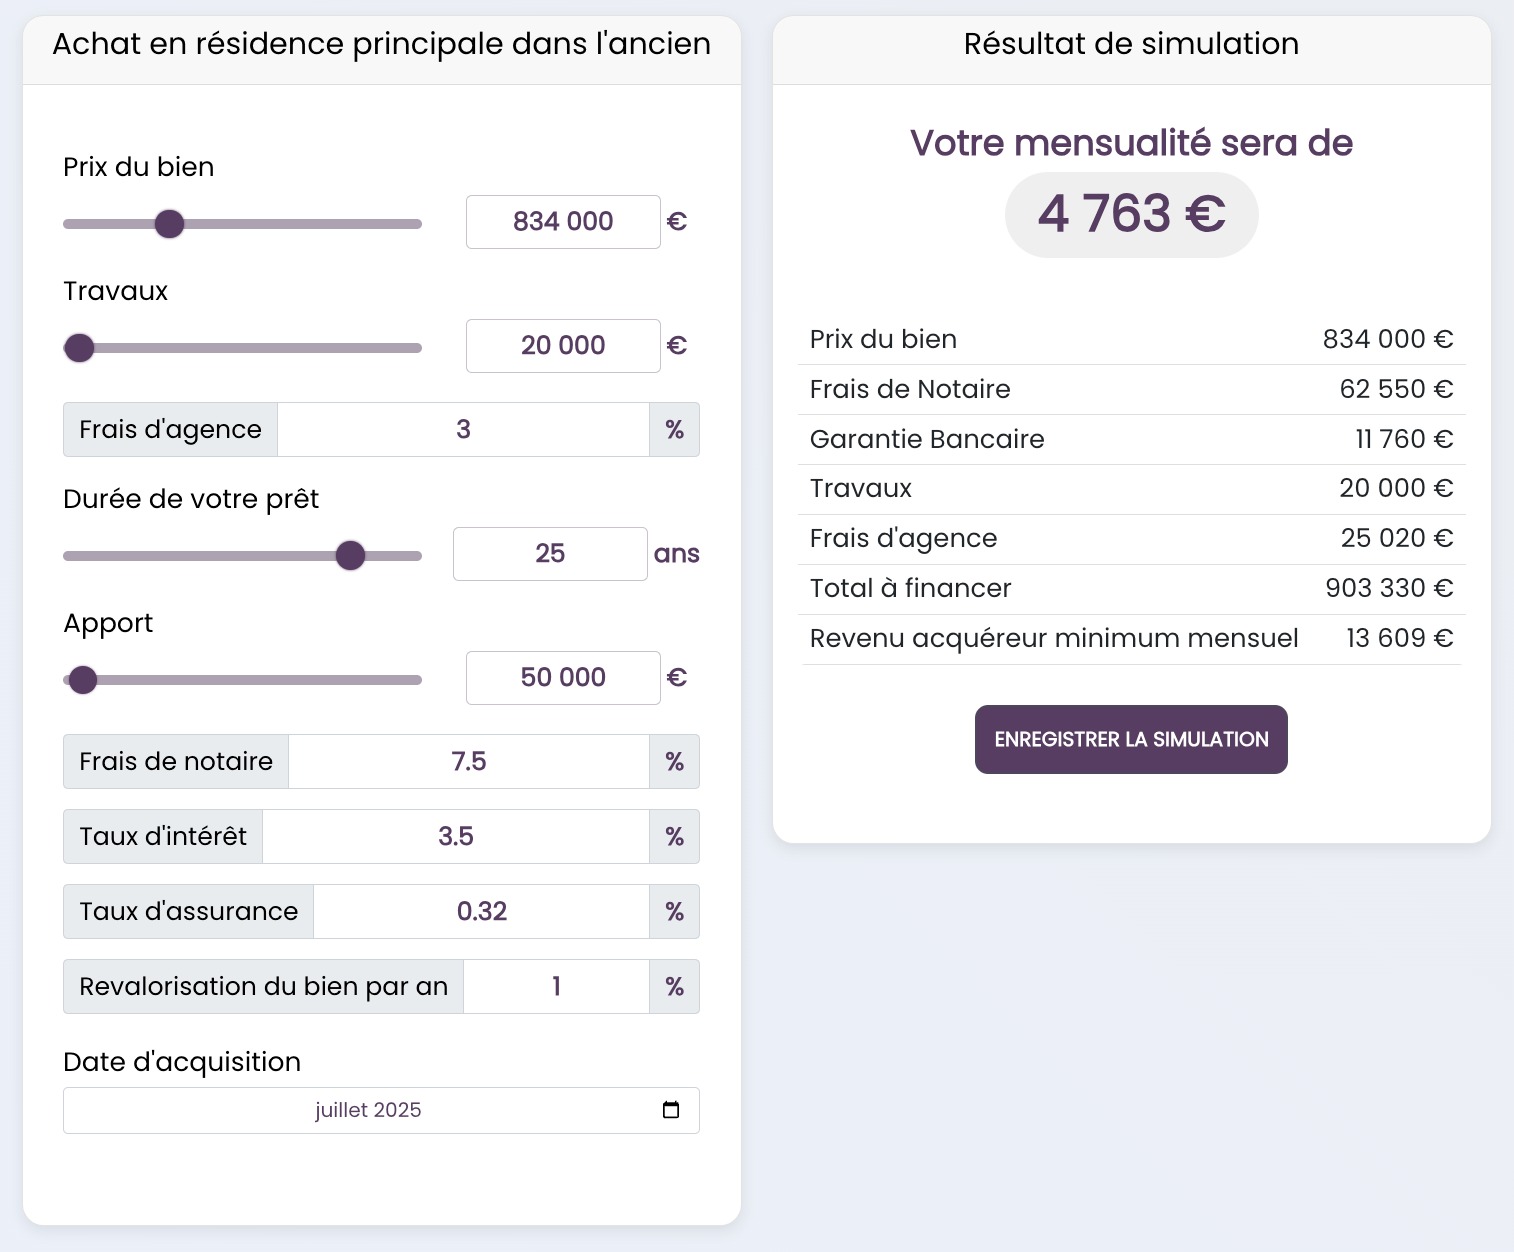 Achat en résidence principale dans l'ancien
Prix du bien
834 000 €
Travaux
20 000 €
Frais d'agence 3 %
Durée de votre prêt
25 ans
Apport
50 000 €
Frais de notaire 7.5 %
Taux d'intérêt 3.5 %
Taux d'assurance 0.32 %
Revalorisation du bien par an 1 %
Date d'acquisition
juillet 2025
Résultat de simulation
Votre mensualité sera de
4 763 €
Prix du bien 834 000 €
Frais de Notaire 62 550 €
Garantie Bancaire 11 760 €
Travaux 20 000 €
Frais d'agence 25 020 €
Total à financer 903 330 €
Revenu acquéreur minimum mensuel 13 609 €
ENREGISTRER LA SIMULATION